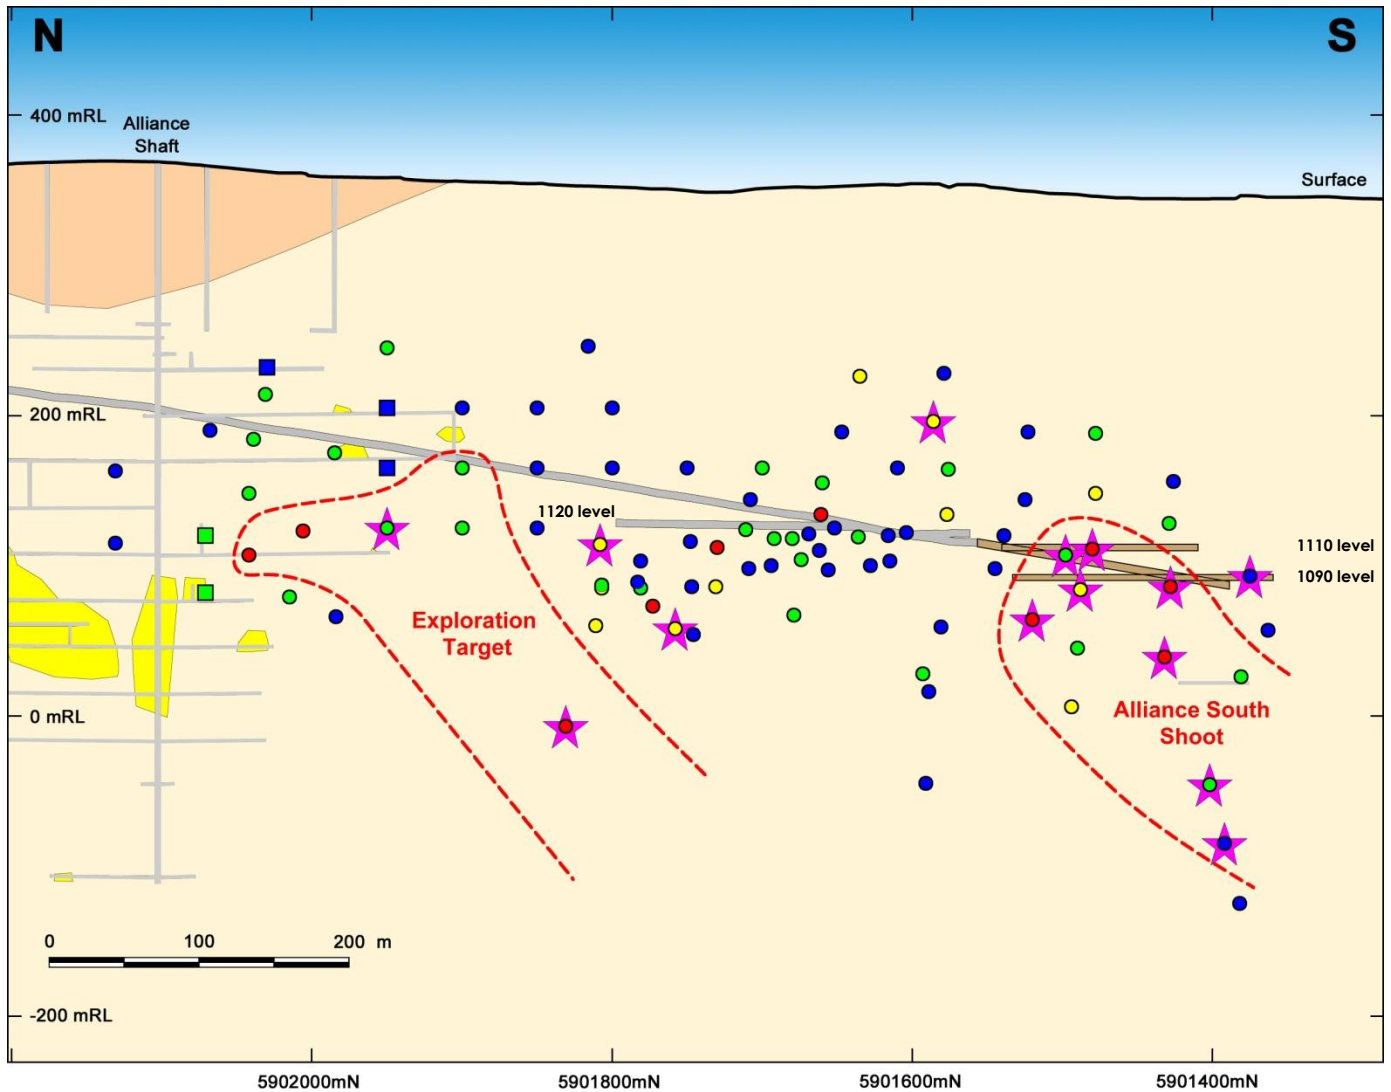 N
S
400 mRL
Alliance
Shaft
Surface
200 mRL
1120 level
1110 level
1090 level
Exploration
Target
0 mRL
Alliance South
Shoot
0 100 200 m
-200 mRL
5902000mN 5901800mN 5901600mN 5901400mN